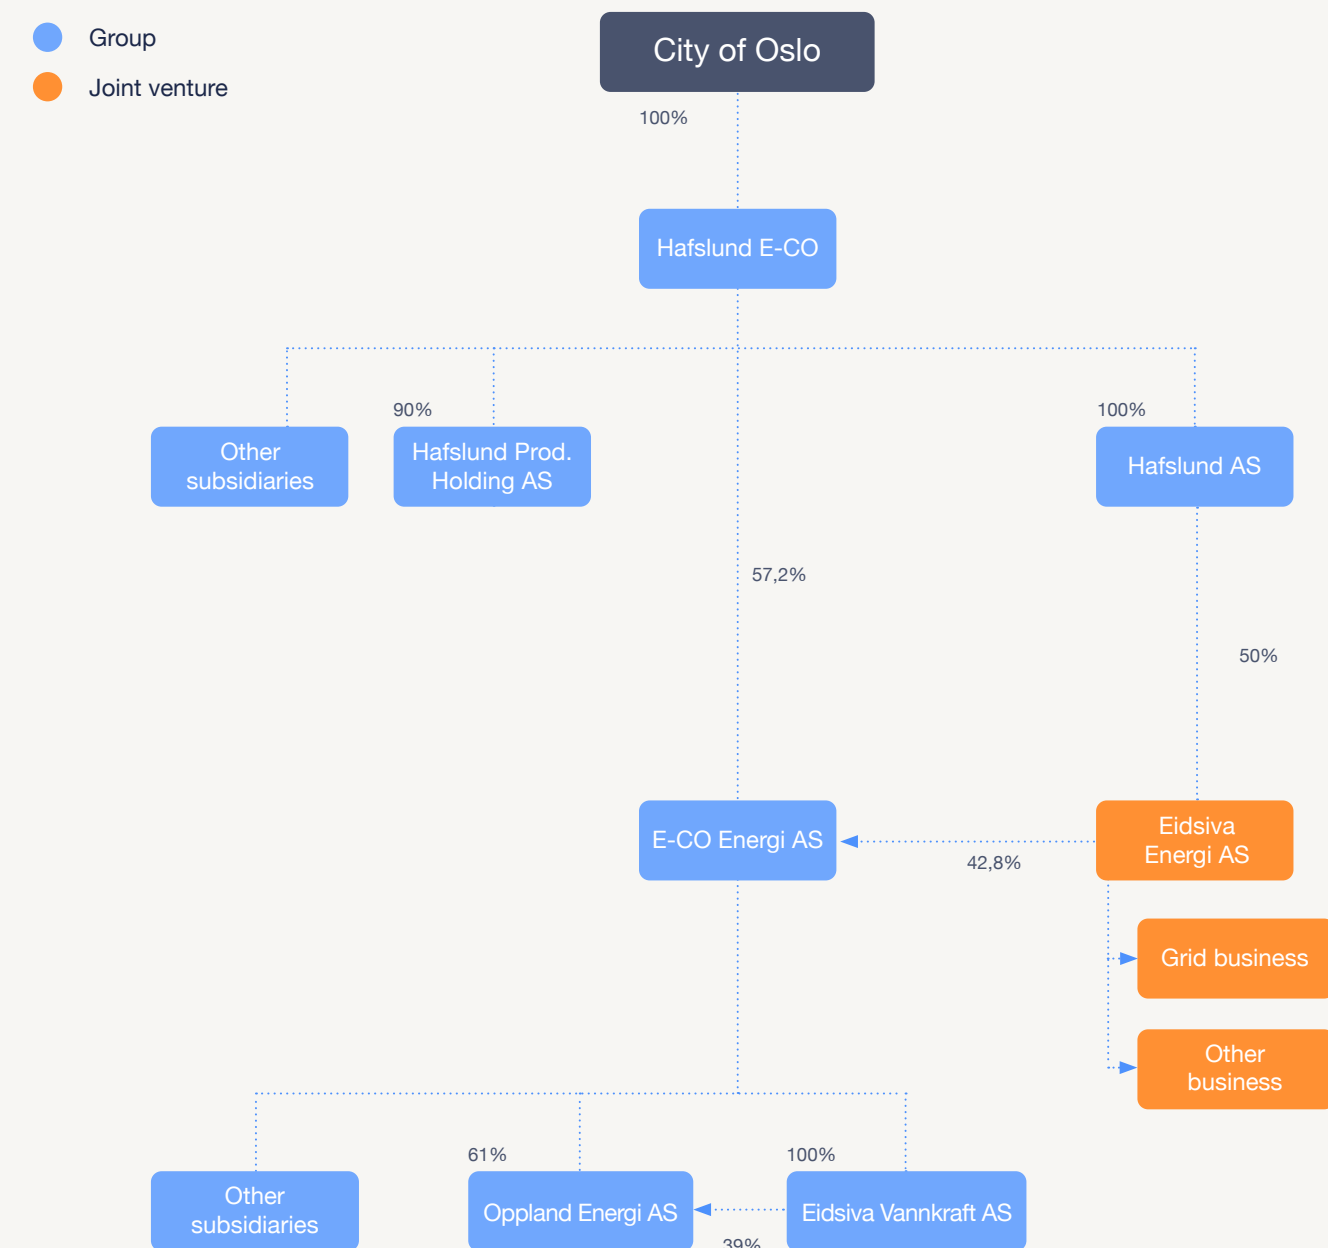 Group
Joint venture
City of Oslo
100%
Hafslund E-CO
90%
100%
Other
subsidiaries
Hafslund Prod.
Holding AS
Hafslund AS
57,2%
50%
E-CO Energi AS
42,8%
Eidsiva
Energi AS
Grid business
Other
business
61%
100%
Other
subsidiaries
Oppland Energi AS
Eidsiva Vannkraft AS
39%